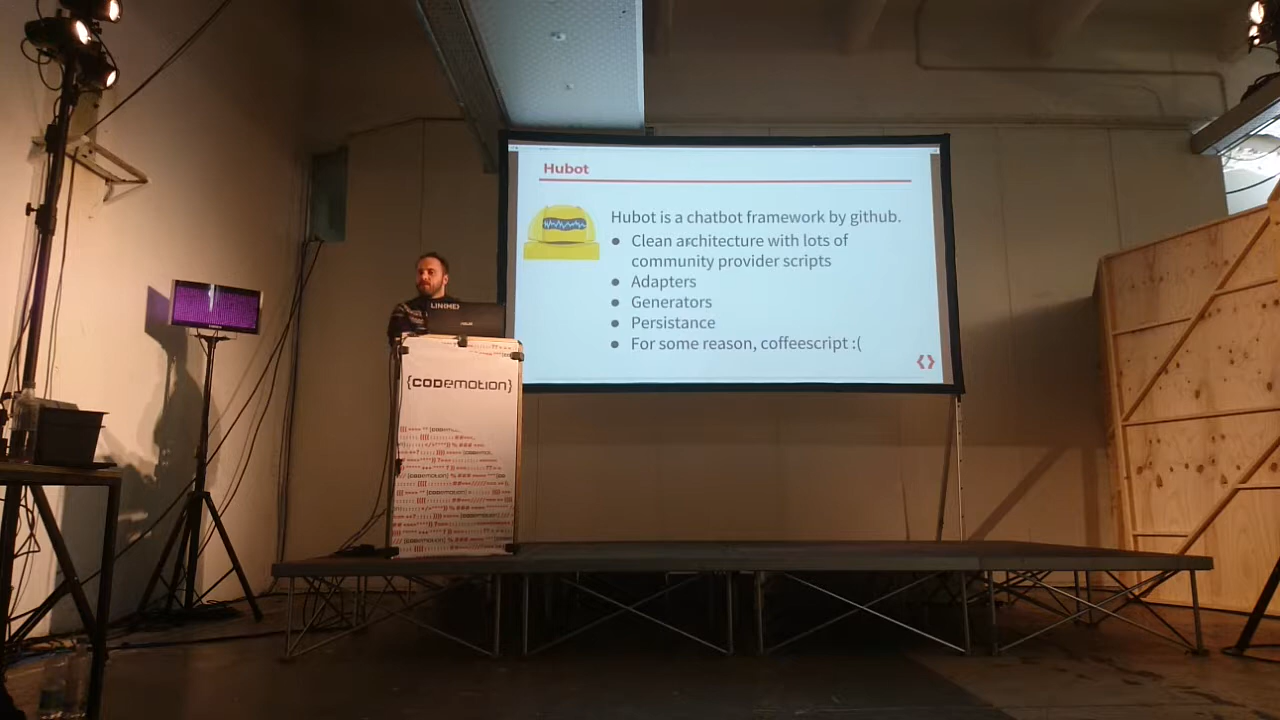 Hubot
Hubot is a chatbot framework by github.
● Clean architecture with lots of
community provider scripts
● Adapters
● Generators
● Persistance
● For some reason, coffeescript :(
{CODEMOTION}